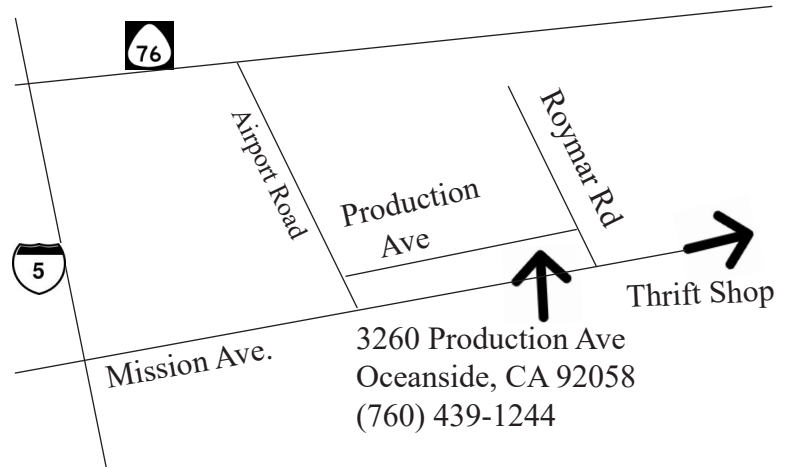 76
Airport Road
Roymar Rd
Production
Ave
5
Thrift Shop
Mission Ave.
3260 Production Ave
Oceanside, CA 92058
(760) 439-1244